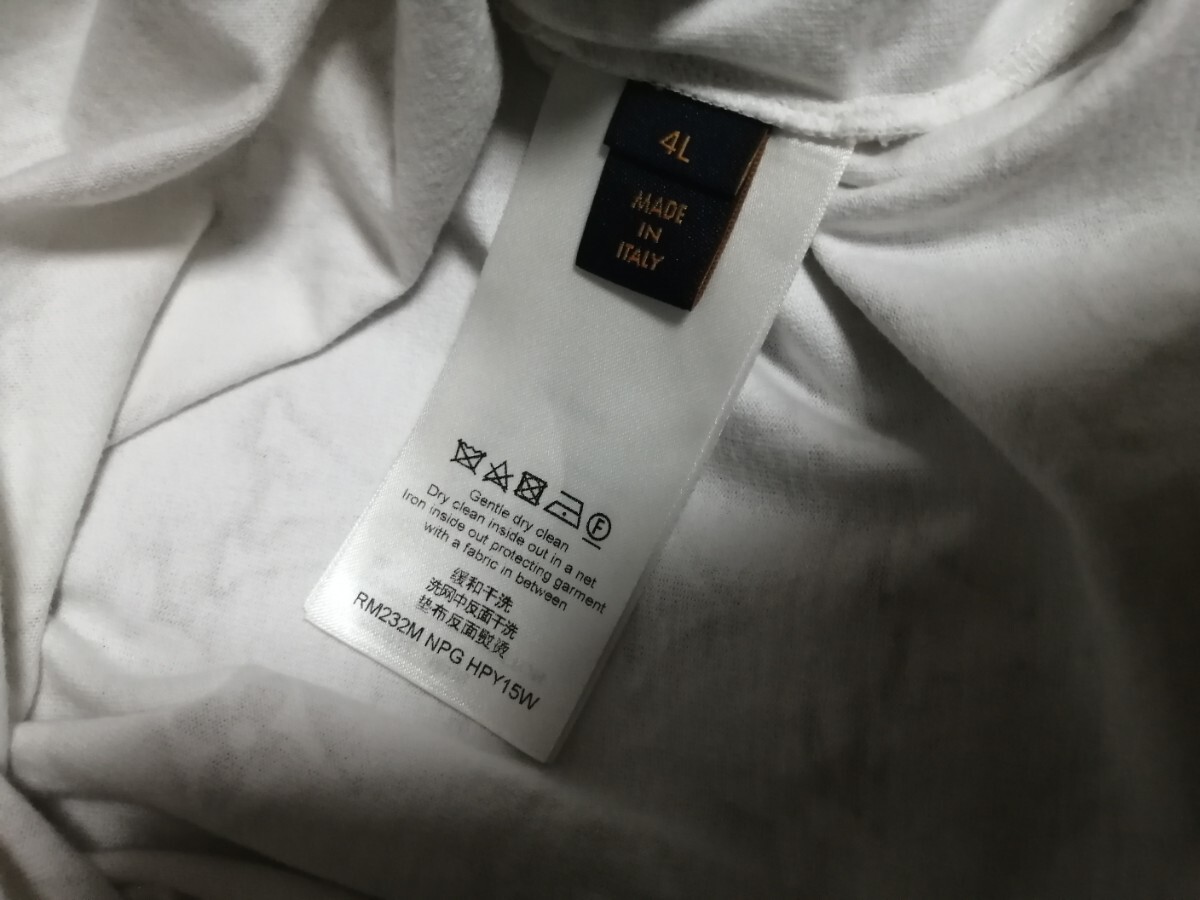 4L
MADE
IN
ITALY
F
Gentle dry clean
Dry clean inside out in a net
Iron inside out protecting garment
with a fabric in between
缓和干洗
洗网中反面干洗
垫布反面熨烫
RM232M NPG HPY15W